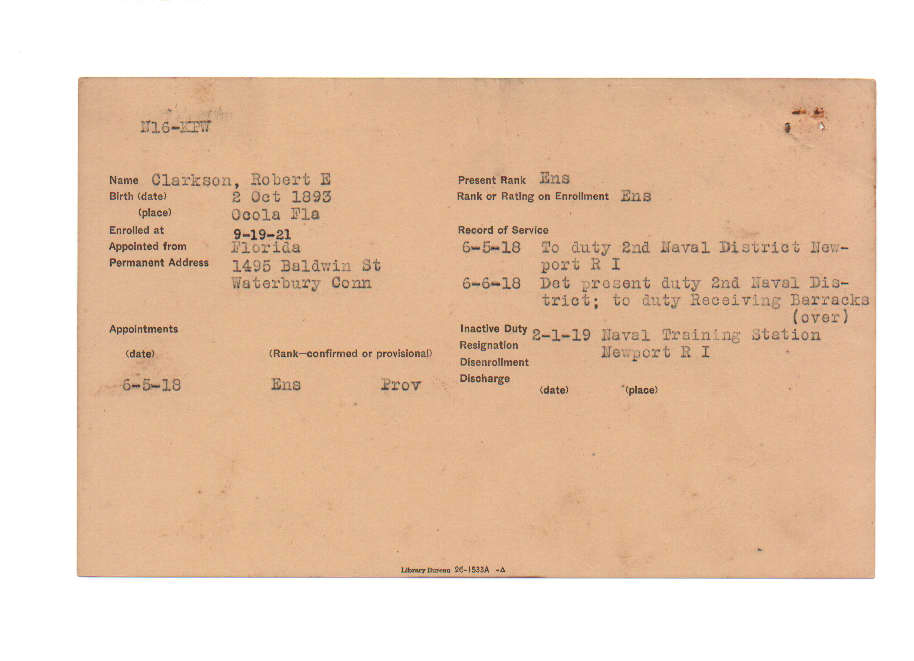 N16-KTW
Name Clarkson, Robert E
Birth (date) 2 Oct 1893
(place) Ocola Fla
Enrolled at 9-19-21
Appointed from Florida
Permanent Address 1495 Baldwin St
Waterbury Conn
Appointments
(date) (Rank—confirmed or provisional)
6-5-18 Ens Prov
Present Rank Ens
Rank or Rating on Enrollment Ens
Record of Service
6-5-18 To duty 2nd Naval District New-
port R I
6-6-18 Det present duty 2nd Naval Dis-
trict; to duty Receiving Barracks
(over)
Inactive Duty 2-1-19 Naval Training Station
Resignation Newport R I
Disenrollment
Discharge
(date) (place)
Library Bureau 26-1533A -A